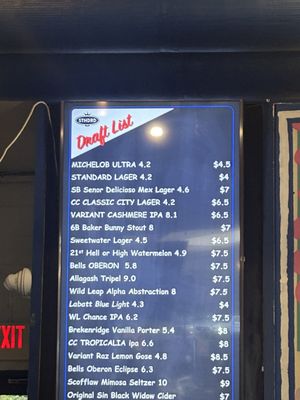 STNDRD
Draft List
MICHELOB ULTRA 4.2 $4.5
STANDARD LAGER 4.2 $4
SB Senor Delicioso Mex Lager 4.6 $7
CC CLASSIC CITY LAGER 4.2 $6.5
VARIANT CASHMERE IPA 8.1 $6.5
6B Baker Bunny Stout 8 $7
Sweetwater Lager 4.5 $6.5
21st Hell or High Watermelon 4.9 $7.5
Bells OBERON 5.8 $7.5
Allagash Tripel 9.0 $7.5
Wild Leap Alpha Abstraction 8 $7.5
Labatt Blue Light 4.3 $4
WL Chance IPA 6.2 $7.5
Brekenridge Vanilla Porter 5.4 $8
CC TROPICALIA ipa 6.6 $8
Variant Raz Lemon Gose 4.8 $8.5
Bells Oberon Eclipse 6.3 $7.5
Scofflaw Mimosa Seltzer 10 $9
Original Sin Black Widow Cider $7
EXIT